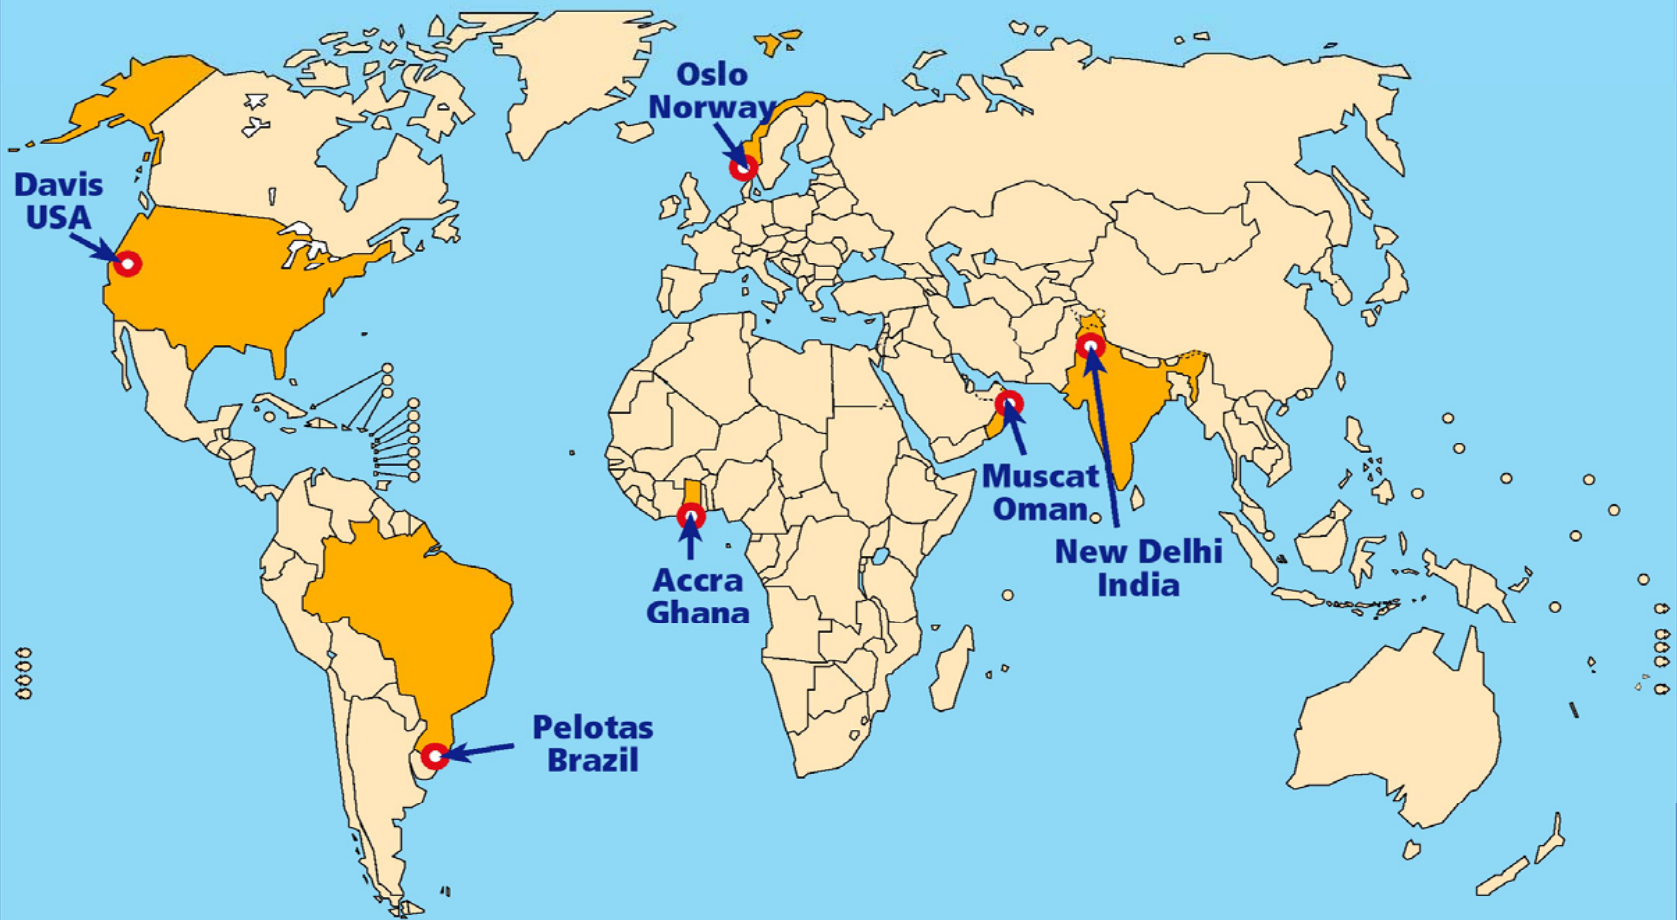 Oslo
Norway
Davis
USA
Muscat
Oman
New Delhi
India
Accra
Ghana
Pelotas
Brazil